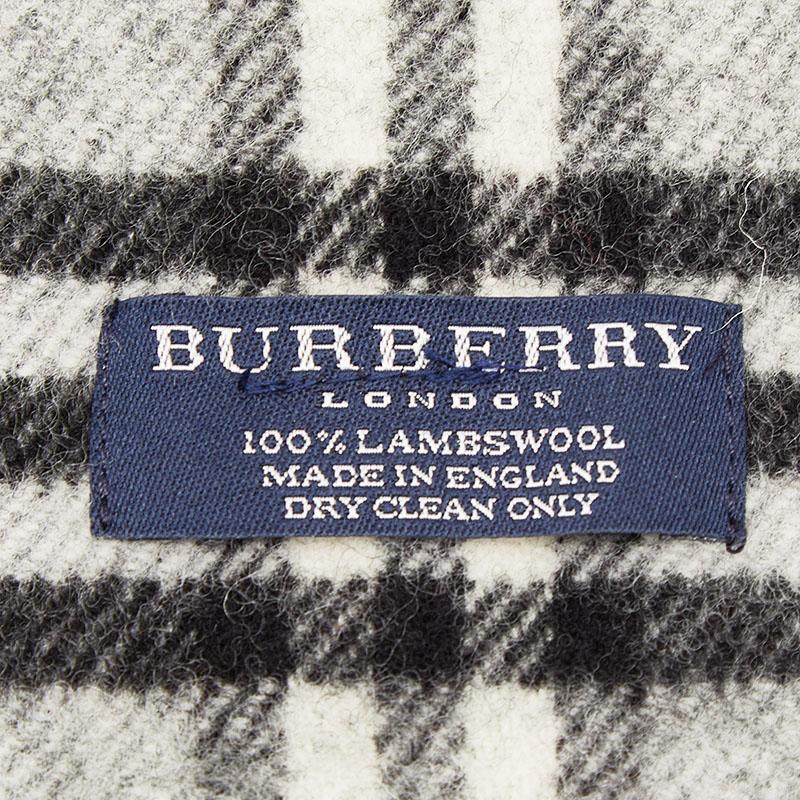 BURBERRY
LONDON
100% LAMBSWOOL
MADE IN ENGLAND
DRY CLEAN ONLY